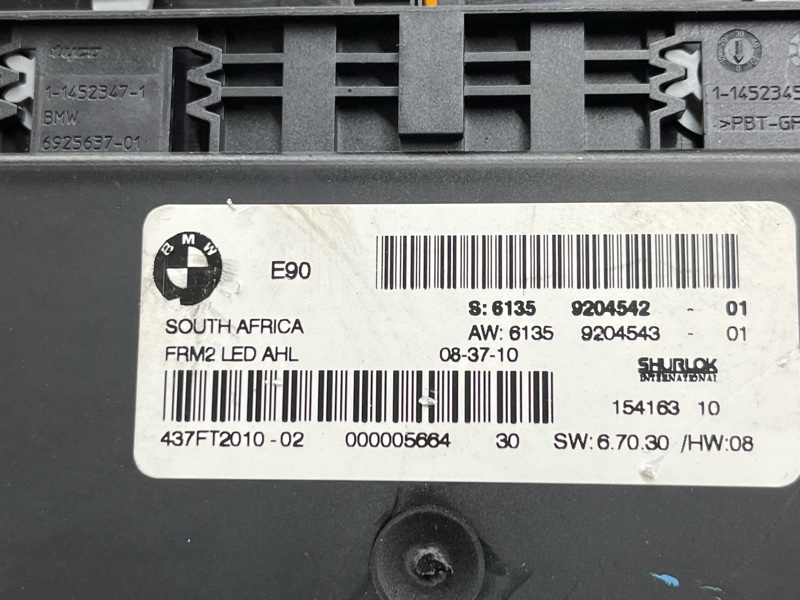 tyco
1-1452347-1
BMW
6925637-01
1-1452345
>PBT-GF
BMW
E90
S: 6135 9204542 - 01
SOUTH AFRICA
AW: 6135 9204543 - 01
FRM2 LED AHL 08-37-10
SHURLOK
INTERNATIONAL
154163 10
437FT2010-02 000005664 30 SW: 6.70.30 /HW:08